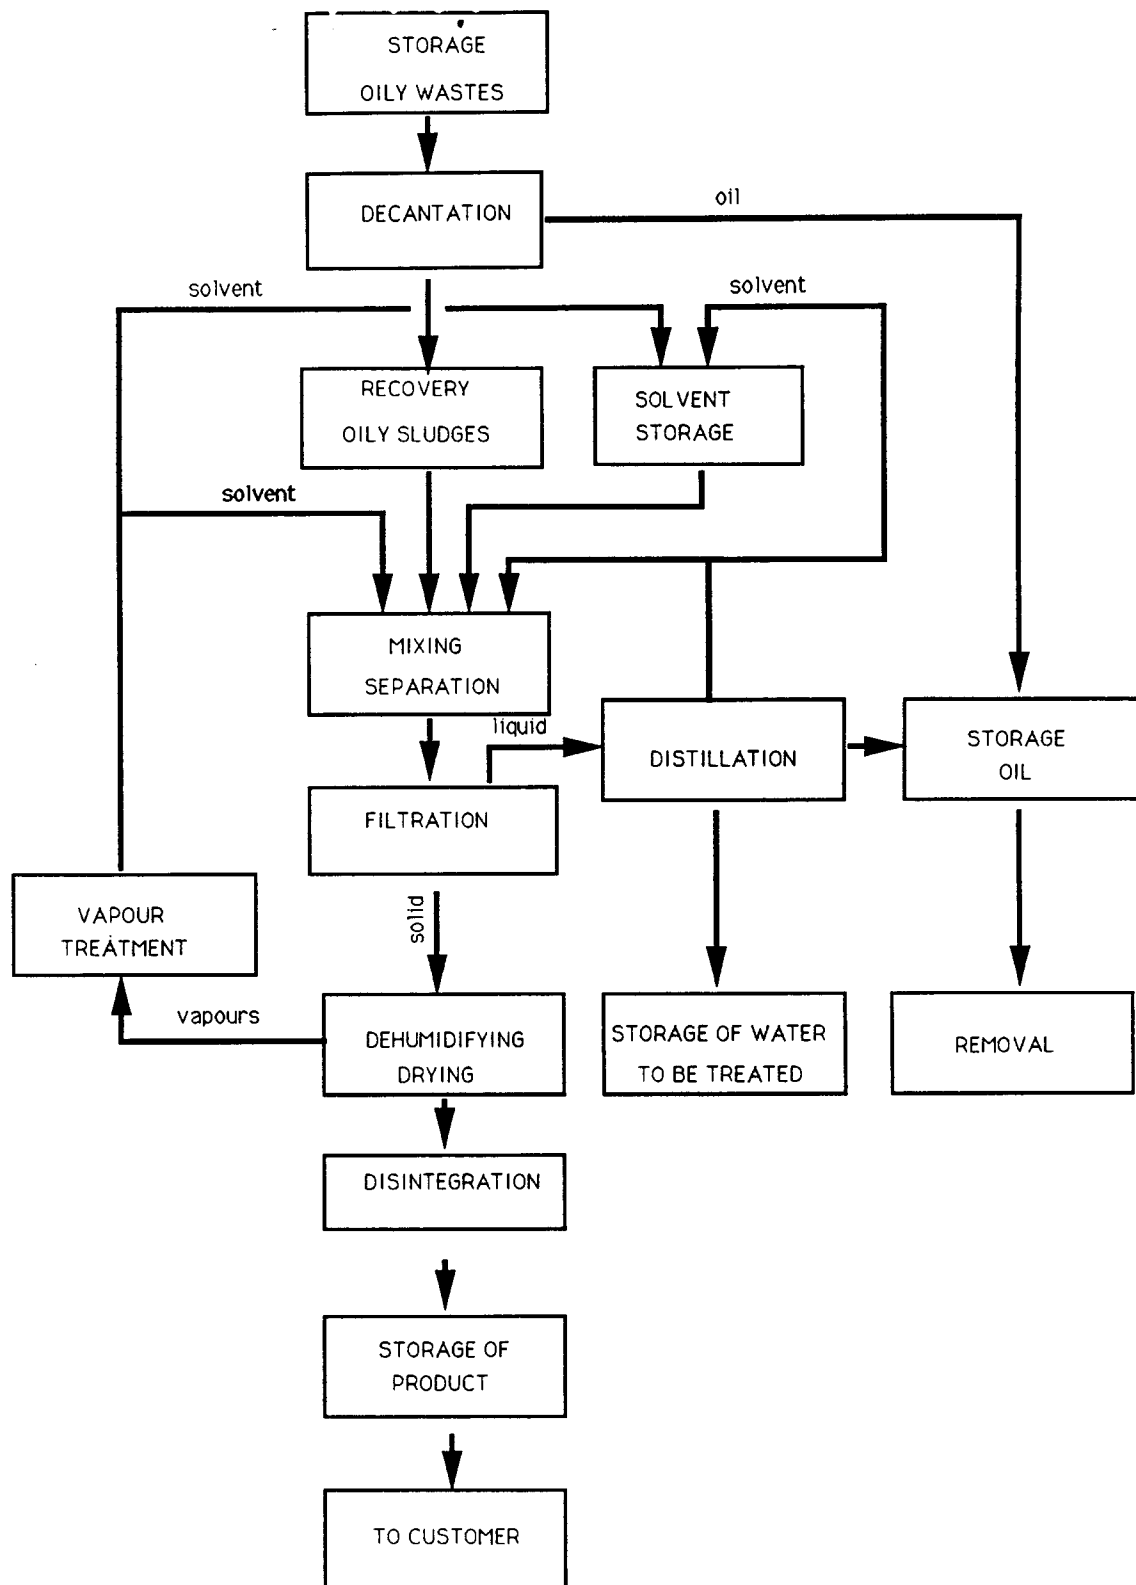 STORAGE
OILY WASTES
DECANTATION
oil
solvent
solvent
RECOVERY
OILY SLUDGES
SOLVENT
STORAGE
solvent
MIXING
SEPARATION
liquid
DISTILLATION
STORAGE
OIL
FILTRATION
solid
VAPOUR
TREATMENT
vapours
DEHUMIDIFYING
DRYING
STORAGE OF WATER
TO BE TREATED
REMOVAL
DISINTEGRATION
STORAGE OF
PRODUCT
TO CUSTOMER